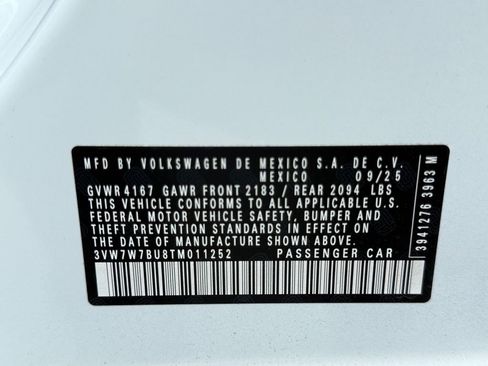 MFD BY VOLKSWAGEN DE MEXICO S.A. DE C.V.
MEXICO 09/25
GVWR 4167 GAWR FRONT 2183 / REAR 2094 LBS
THIS VEHICLE CONFORMS TO ALL APPLICABLE U.S.
FEDERAL MOTOR VEHICLE SAFETY, BUMPER AND
THEFT PREVENTION STANDARDS IN EFFECT ON
THE DATE OF MANUFACTURE SHOWN ABOVE.
3VW7W7BU8TM011252 PASSENGER CAR
3941276 3963 M